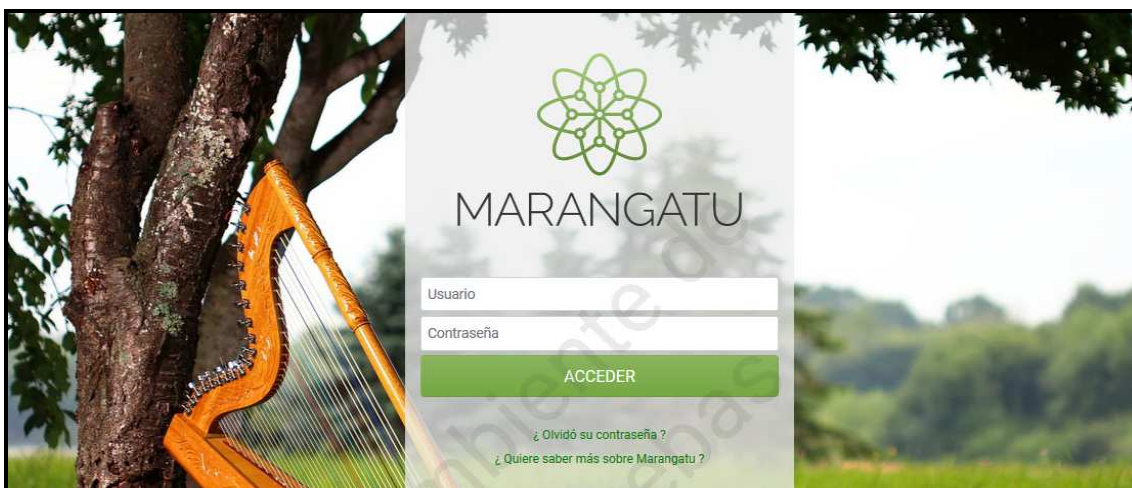 MARANGATU
Usuario
Contraseña
ACCEDER
¿ Olvidó su contraseña ?
¿ Quiere saber más sobre Marangatu ?